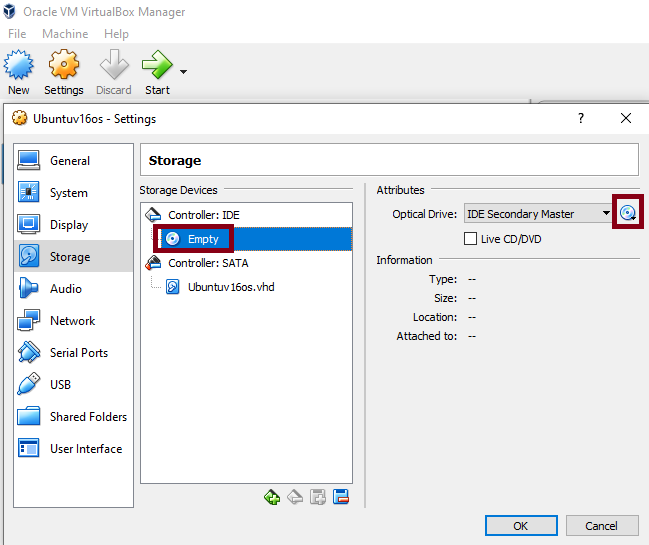 Oracle VM VirtualBox Manager
File Machine Help
New Settings Discard Start
Ubuntuv16os - Settings ?
General
System
Display
Storage
Audio
Network
Serial Ports
USB
Shared Folders
User Interface
Storage
Storage Devices
Controller: IDE
Empty
Controller: SATA
Ubuntuv16os.vhd
Attributes
Optical Drive: IDE Secondary Master
Live CD/DVD
Information
Type: --
Size: --
Location: --
Attached to: --
OK Cancel